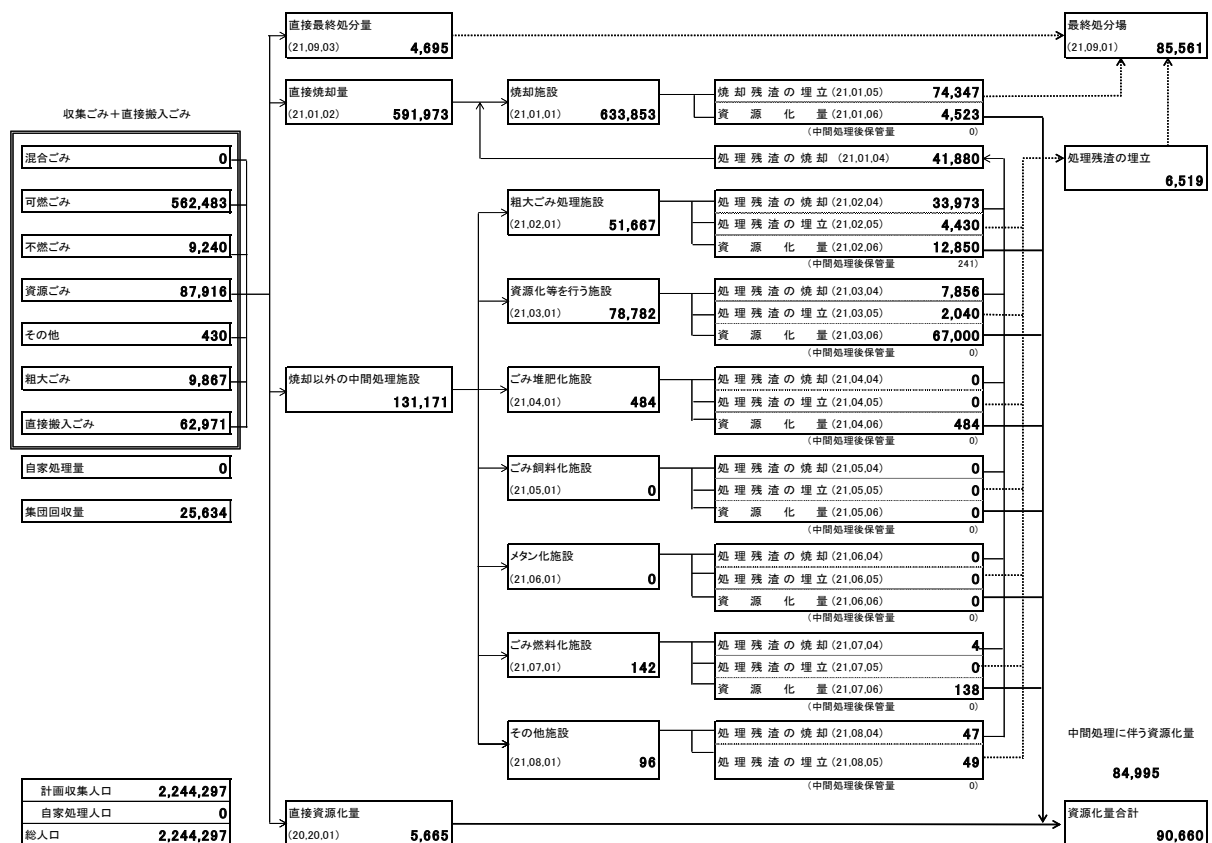 収集ごみ＋直接搬入ごみ
混合ごみ 0
可燃ごみ 562,483
不燃ごみ 9,240
資源ごみ 87,916
その他 430
粗大ごみ 9,867
直接搬入ごみ 62,971
自家処理量 0
集団回収量 25,634
計画収集人口 2,244,297
自家処理人口 0
総人口 2,244,297
直接最終処分量
(21,09,03) 4,695
直接焼却量
(21,01,02) 591,973
焼却以外の中間処理施設
131,171
直接資源化量
(20,20,01) 5,665
焼却施設
(21,01,01) 633,853
焼却残渣の埋立(21,01,05) 74,347
資源化量(21,01,06) 4,523
(中間処理後保管量 0)
処理残渣の焼却 (21,01,04) 41,880
粗大ごみ処理施設
(21,02,01) 51,667
処理残渣の焼却(21,02,04) 33,973
処理残渣の埋立(21,02,05) 4,430
資源化量(21,02,06) 12,850
(中間処理後保管量 241)
資源化等を行う施設
(21,03,01) 78,782
処理残渣の焼却(21,03,04) 7,856
処理残渣の埋立(21,03,05) 2,040
資源化量(21,03,06) 67,000
(中間処理後保管量 0)
ごみ堆肥化施設
(21,04,01) 484
処理残渣の焼却(21,04,04) 0
処理残渣の埋立(21,04,05) 0
資源化量(21,04,06) 484
(中間処理後保管量 0)
ごみ飼料化施設
(21,05,01) 0
処理残渣の焼却(21,05,04) 0
処理残渣の埋立(21,05,05) 0
資源化量(21,05,06) 0
(中間処理後保管量 0)
メタン化施設
(21,06,01) 0
処理残渣の焼却(21,06,04) 0
処理残渣の埋立(21,06,05) 0
資源化量(21,06,06) 0
(中間処理後保管量 0)
ごみ燃料化施設
(21,07,01) 142
処理残渣の焼却(21,07,04) 4
処理残渣の埋立(21,07,05) 0
資源化量(21,07,06) 138
(中間処理後保管量 0)
その他施設
(21,08,01) 96
処理残渣の焼却(21,08,04) 47
処理残渣の埋立(21,08,05) 49
(中間処理後保管量 0)
最終処分場
(21,09,01) 85,561
処理残渣の埋立
6,519
中間処理に伴う資源化量
84,995
資源化量合計
90,660